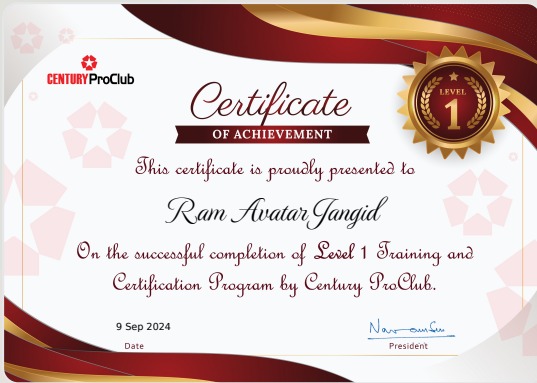 CENTURY ProClub
Certificate
OF ACHIEVEMENT
LEVEL
1
This certificate is proudly presented to
Ram Avatar Jangid
On the successful completion of Level 1 Training and
Certification Program by Century ProClub.
9 Sep 2024
Date
President